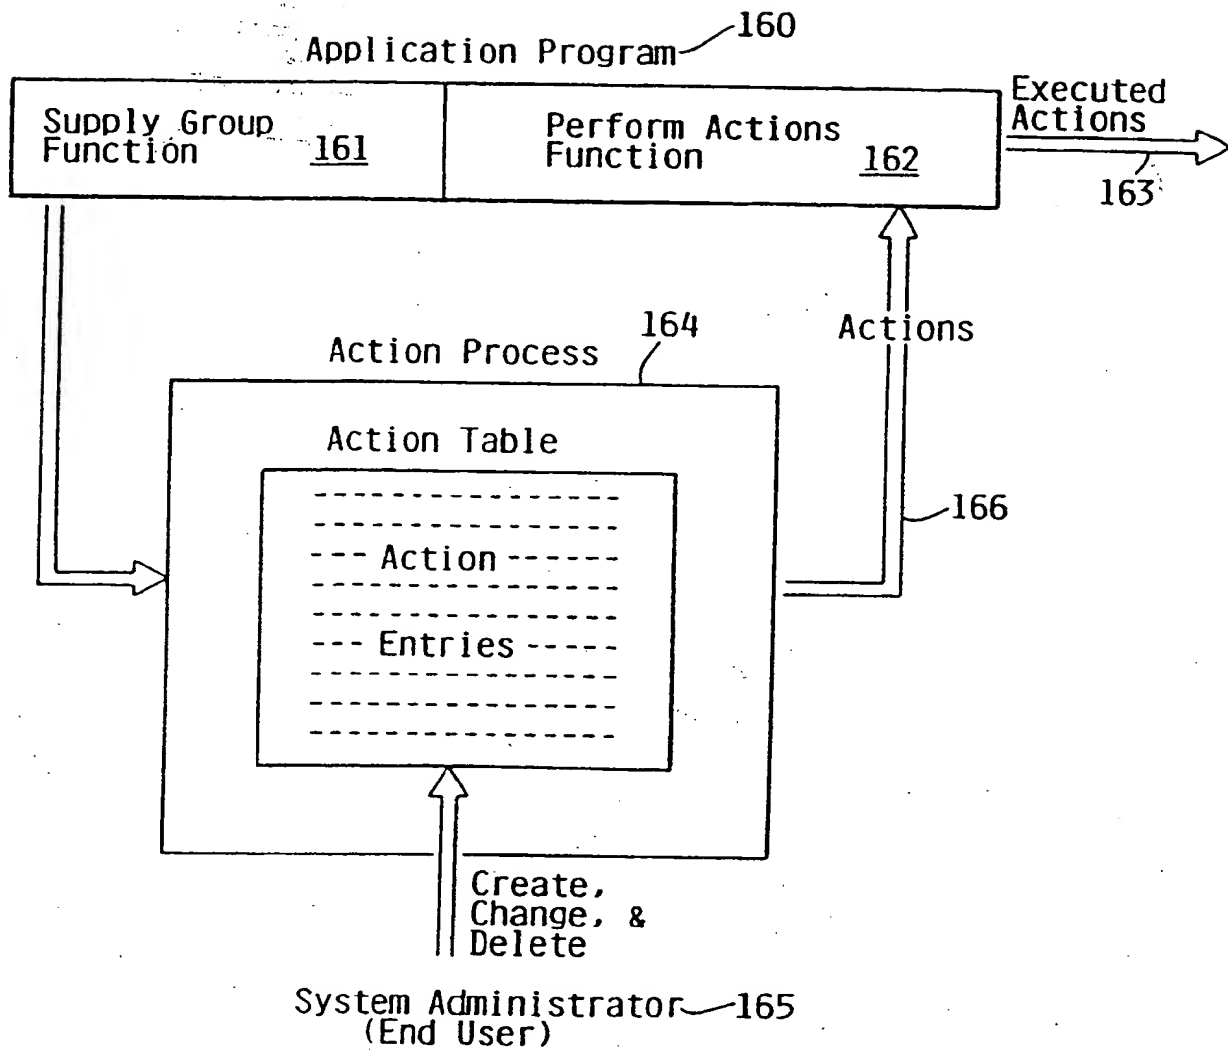 160
Application Program
Supply Group
Function 161
Perform Actions
Function 162
Executed
Actions
163
164
Actions
Action Process
Action Table
Action
Entries
166
Create,
Change, &
Delete
System Administrator 165
(End User)